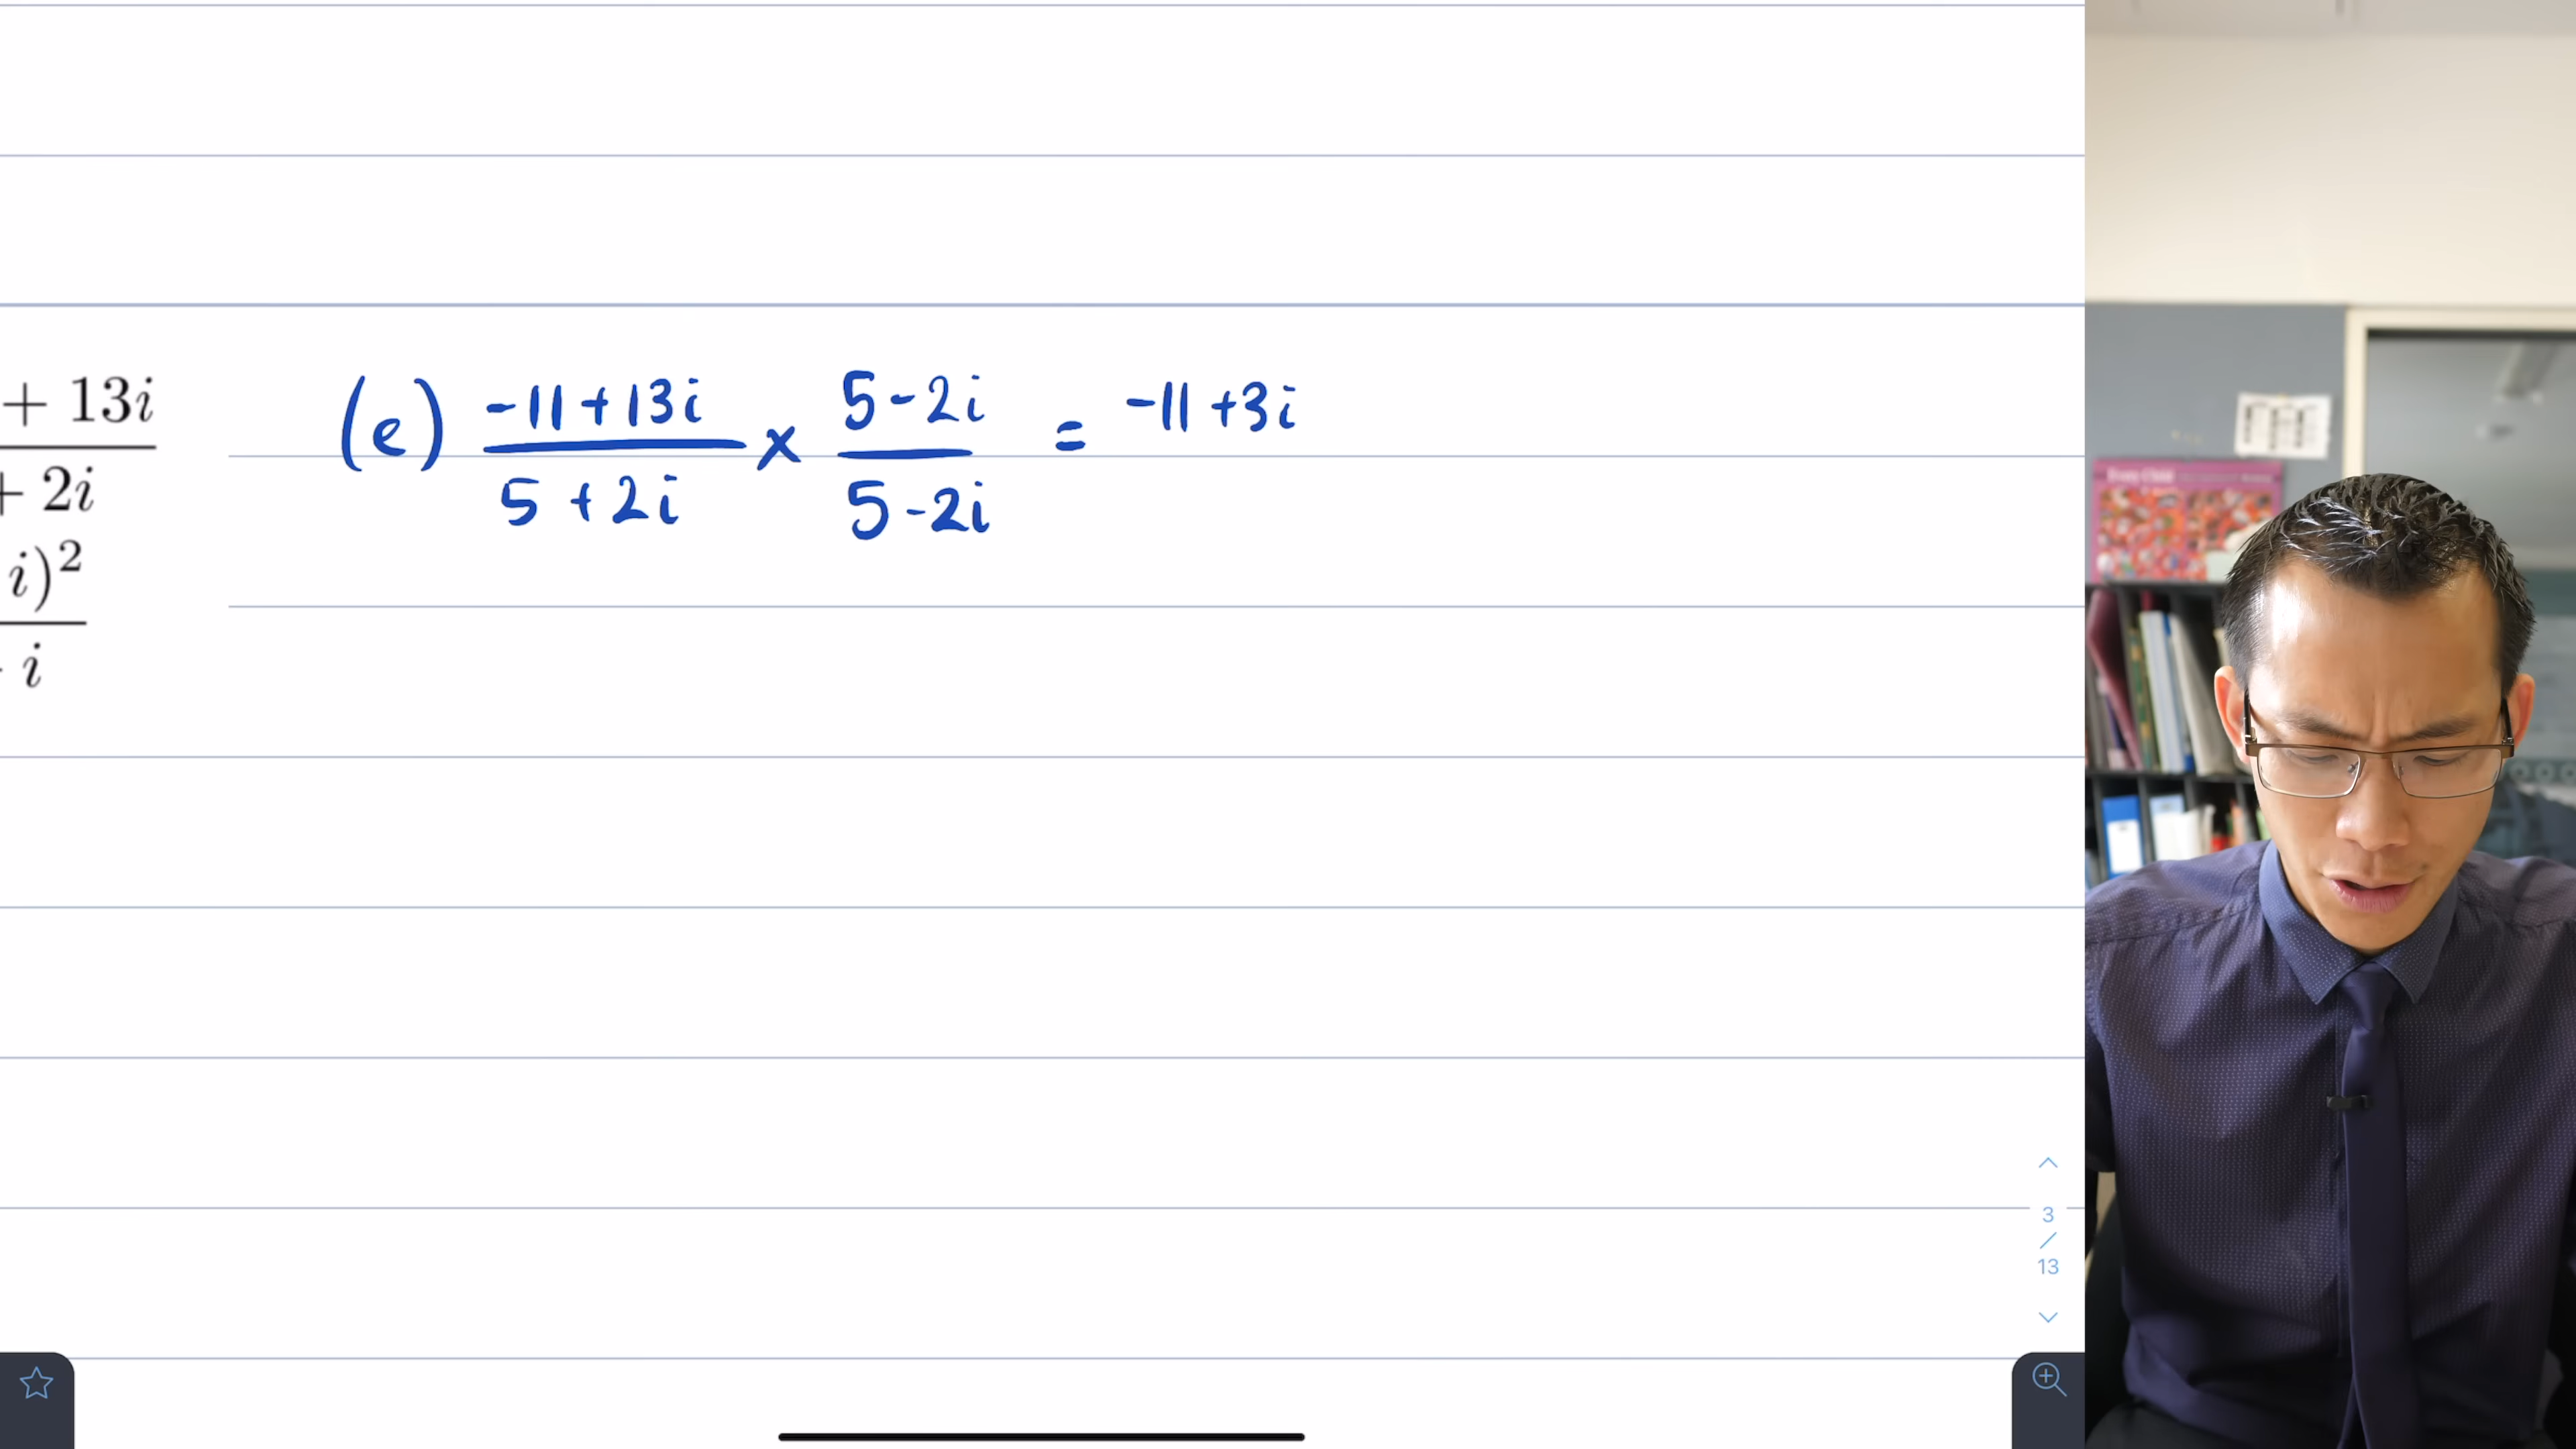 + 13i
+ 2i
i)²
i
(e) -11+13i / 5 +2i x 5-2i / 5-2i = -11 +3i
3
/
13